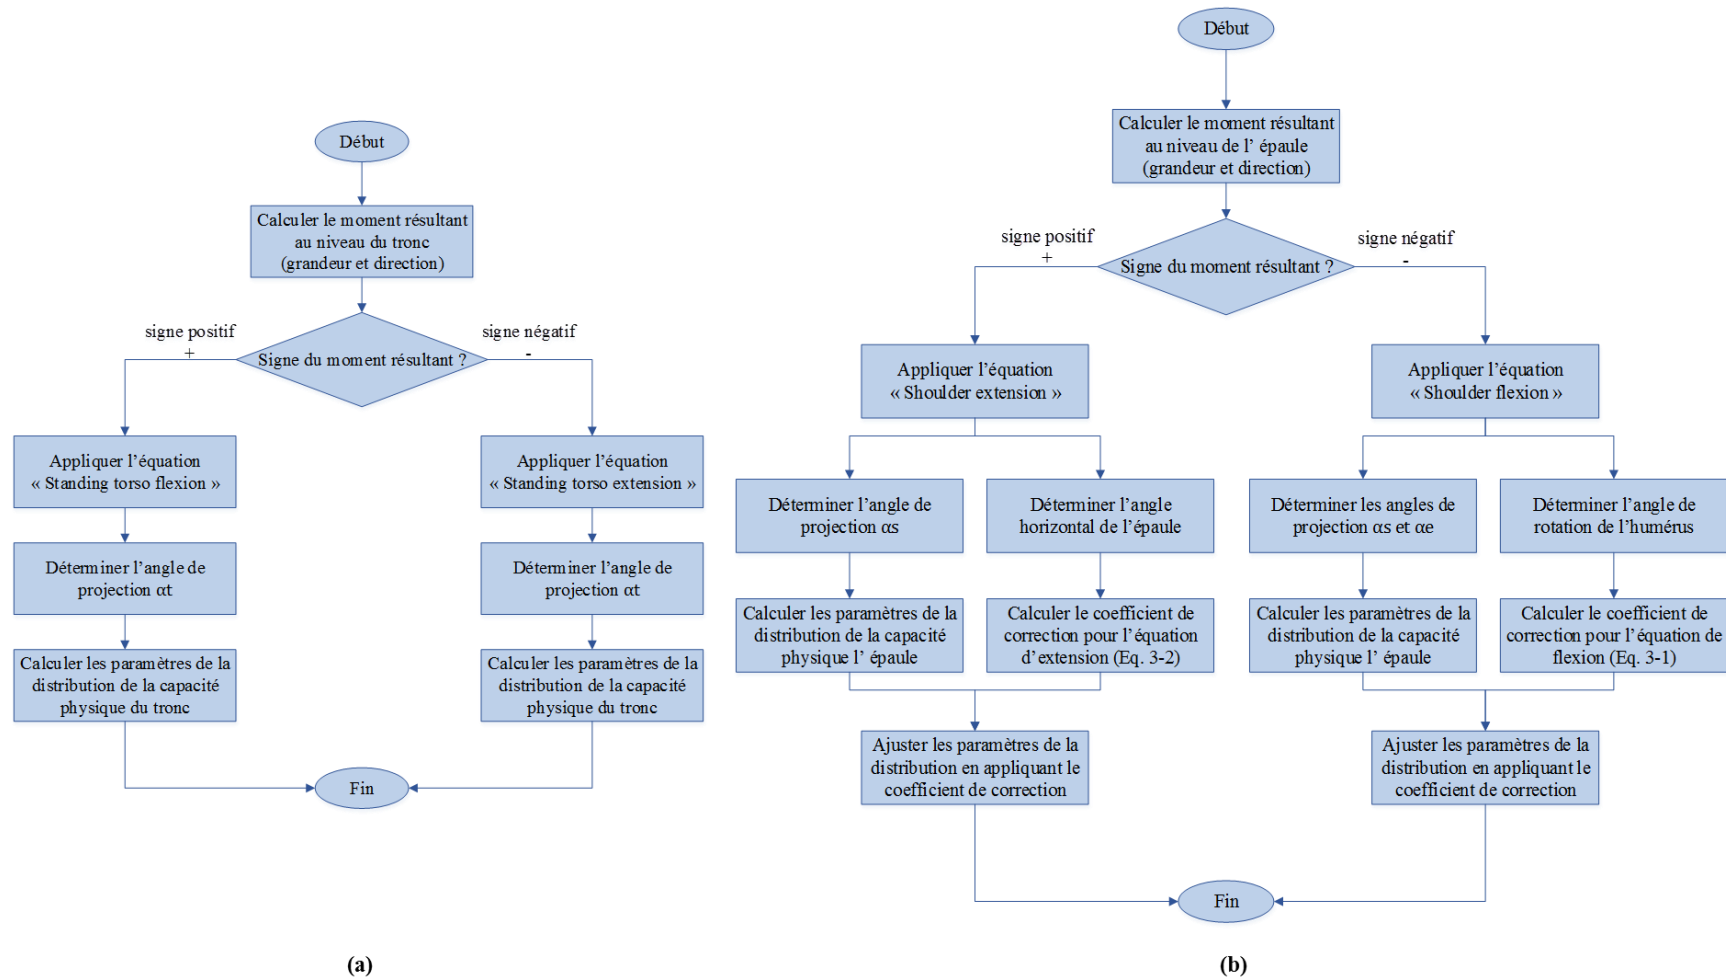 Début
Calculer le moment résultant
au niveau du tronc
(grandeur et direction)
signe positif
+
signe négatif
-
Signe du moment résultant ?
Appliquer l'équation
« Standing torso flexion »
Appliquer l'équation
« Standing torso extension »
Déterminer l'angle de
projection αt
Déterminer l'angle de
projection αt
Calculer les paramètres de la
distribution de la capacité
physique du tronc
Calculer les paramètres de la
distribution de la capacité
physique du tronc
Fin
(a)
Début
Calculer le moment résultant
au niveau de l' épaule
(grandeur et direction)
signe positif
+
signe négatif
-
Signe du moment résultant ?
Appliquer l'équation
« Shoulder extension »
Appliquer l'équation
« Shoulder flexion »
Déterminer l'angle de
projection αs
Déterminer l'angle
horizontal de l'épaule
Déterminer les angles de
projection αs et αe
Déterminer l'angle de
rotation de l'humérus
Calculer les paramètres de la
distribution de la capacité
physique l' épaule
Calculer le coefficient de
correction pour l'équation
d'extension (Eq. 3-2)
Calculer les paramètres de la
distribution de la capacité
physique l' épaule
Calculer le coefficient de
correction pour l'équation de
flexion (Eq. 3-1)
Ajuster les paramètres de la
distribution en appliquant le
coefficient de correction
Ajuster les paramètres de la
distribution en appliquant le
coefficient de correction
Fin
(b)